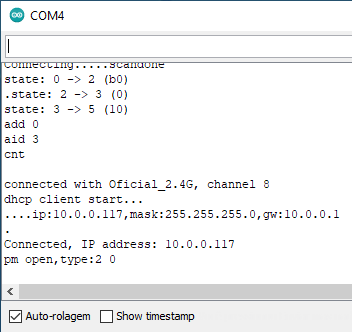 COM4
Connecting.....scandone
state: 0 -> 2 (b0)
.state: 2 -> 3 (0)
state: 3 -> 5 (10)
add 0
aid 3
cnt
connected with Oficial_2.4G, channel 8
dhcp client start...
....ip:10.0.0.117,mask:255.255.255.0,gw:10.0.0.1
.
Connected, IP address: 10.0.0.117
pm open,type:2 0
Auto-rolagem Show timestamp